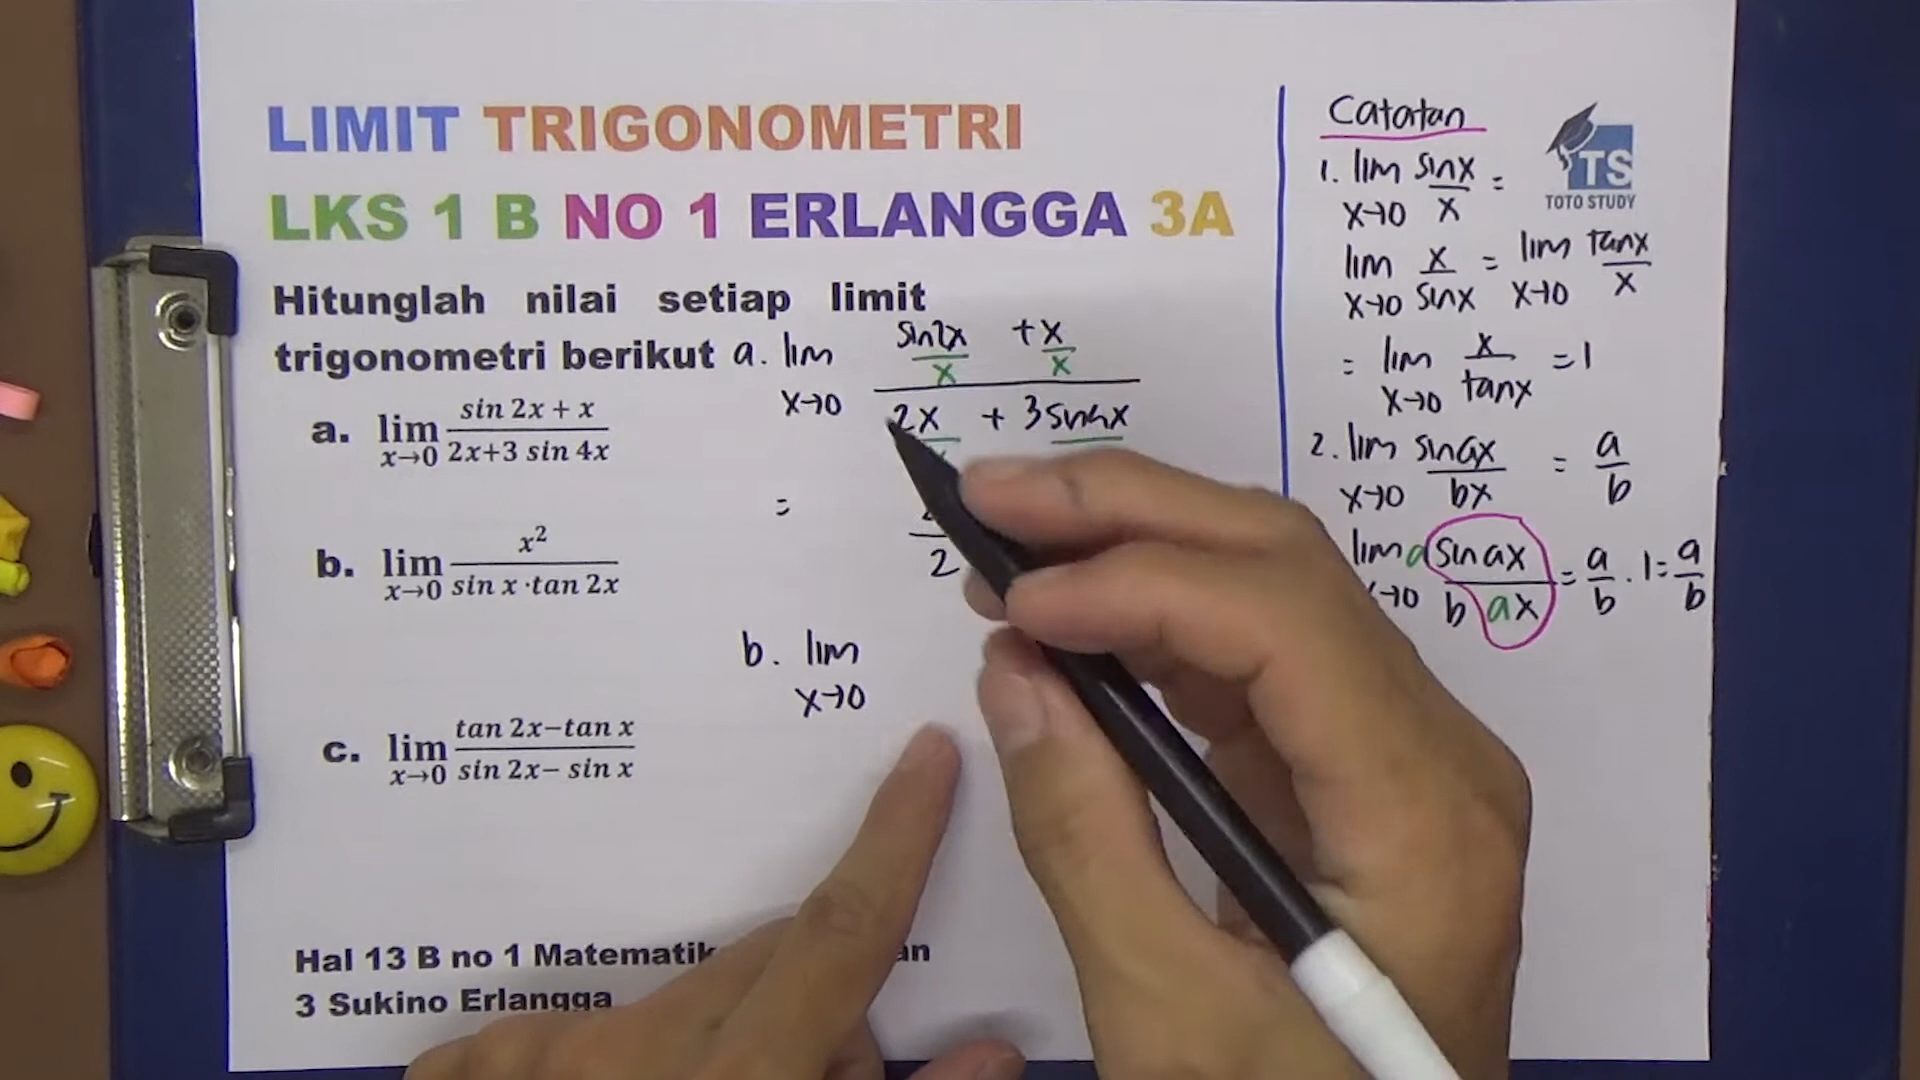 LIMIT TRIGONOMETRI
LKS 1 B NO 1 ERLANGGA 3A
Hitunglah nilai setiap limit
trigonometri berikut
a. lim x→0 (sin 2x + x)/(2x+3 sin 4x)
b. lim x→0 x²/(sin x ·tan 2x)
c. lim x→0 (tan 2x− tan x)/(sin 2x− sin x)
Hal 13 B no 1
3 Sukino Erlangga
a. lim
x→0
sin2x + x
x x
2x + 3 sin4x
=
2
b. lim
x→0
Catatan
1. lim x→0 sinx/x =
lim x→0 x/sinx = lim x→0 tanx/x
= lim x→0 x/tanx = 1
2. lim x→0 sinax/bx = a/b
lim a sinax/b ax = a/b . 1 = a/b
TS
TOTO STUDY